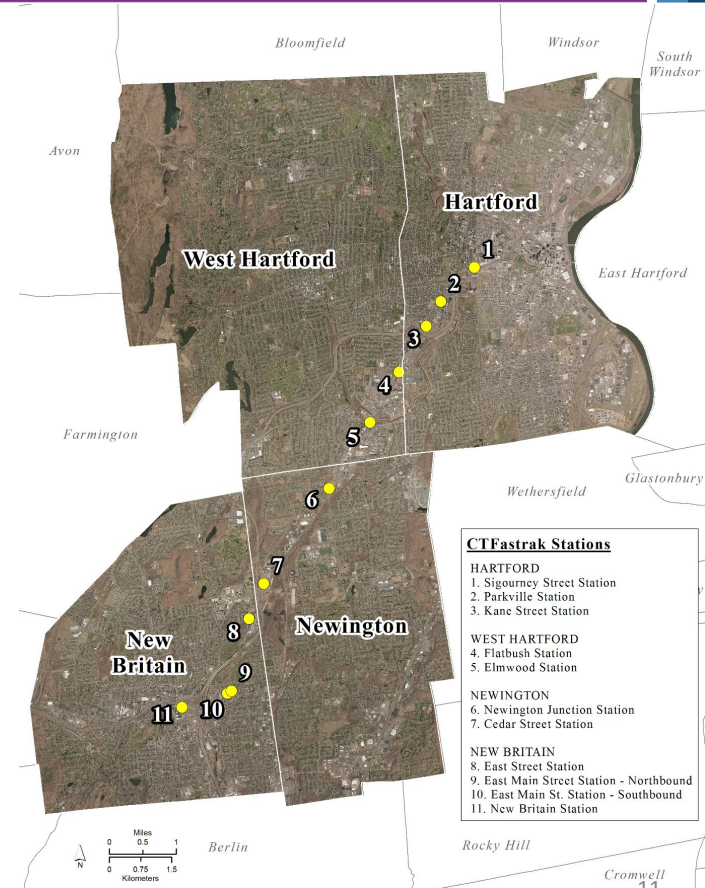 Bloomfield
Windsor
South
Windsor
Avon
Hartford
West Hartford
1
East Hartford
2
3
4
5
Farmington
Glastonbury
Wethersfield
6
CTFastrak Stations
HARTFORD
1. Sigourney Street Station
2. Parkville Station
3. Kane Street Station
WEST HARTFORD
4. Flatbush Station
5. Elmwood Station
NEWINGTON
6. Newington Junction Station
7. Cedar Street Station
NEW BRITAIN
8. East Street Station
9. East Main Street Station - Northbound
10. East Main St. Station - Southbound
11. New Britain Station
7
8
Newington
New
Britain
9
10
11
Miles
0 0.5 1
0 0.75 1.5
Kilometers
N
Berlin
Rocky Hill
Cromwell
11